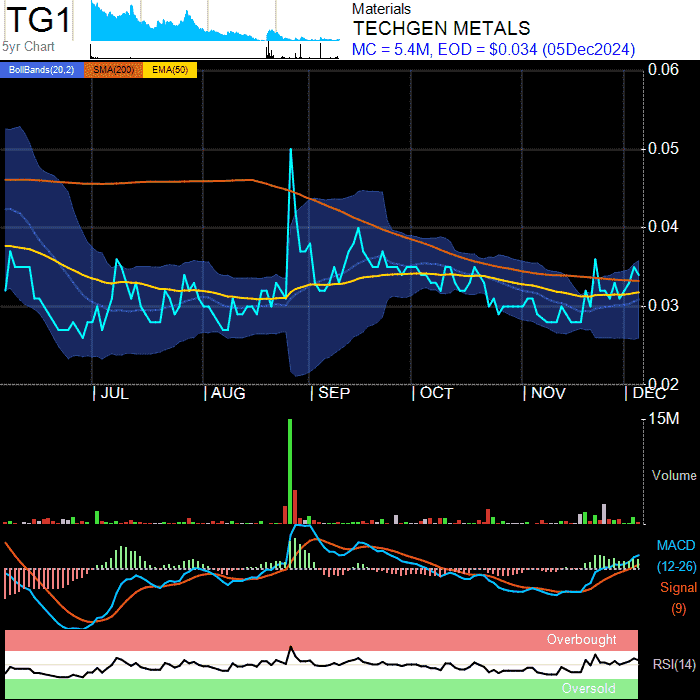 TG1
5yr Chart
Materials
TECHGEN METALS
MC = 5.4M, EOD = $0.034 (05Dec2024)
BollBands(20,2) SMA(200) EMA(50)
0.06
0.05
0.04
0.03
0.02
JUL AUG SEP OCT NOV DEC
15M
Volume
MACD
(12-26)
Signal
(9)
Overbought
RSI(14)
Oversold